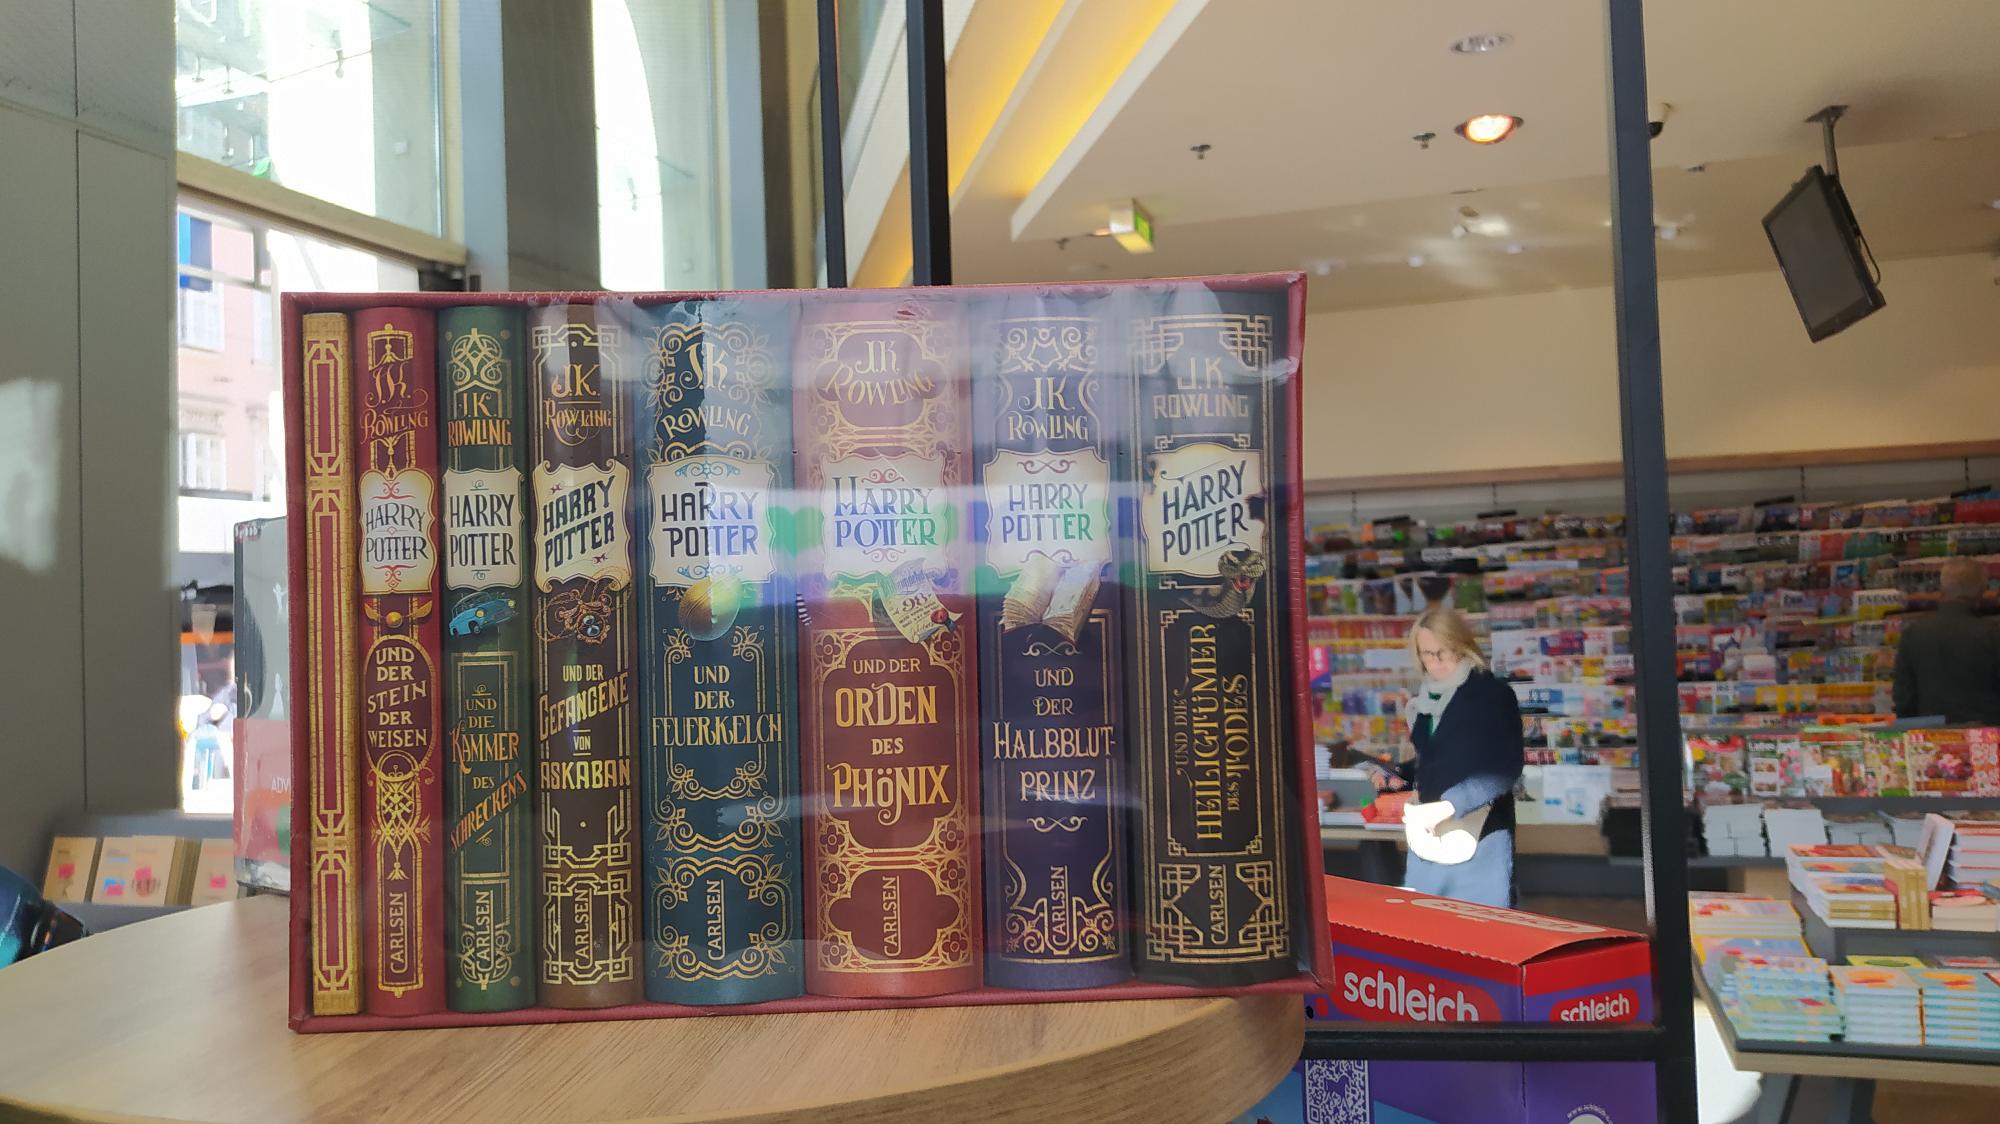 J.K.
ROWLING
HARRY
POTTER
UND
DER
STEIN
DER
WEISEN
CARLSEN
J.K.
ROWLING
HARRY
POTTER
UND
DIE
KAMMER
DES
SCHRECKENS
CARLSEN
J.K.
ROWLING
HARRY
POTTER
UND DER
GEFANGENE
VON
ASKABAN
CARLSEN
J.K.
ROWLING
HARRY
POTTER
UND
DER
FEUERKELCH
CARLSEN
J.K.
ROWLING
HARRY
POTTER
UND DER
ORDEN
DES
PHÖNIX
CARLSEN
J.K.
ROWLING
HARRY
POTTER
UND
DER
HALBBLUT-
PRINZ
CARLSEN
J.K.
ROWLING
HARRY
POTTER
UND DIE
HEILIGTÜMER
DES TODES
CARLSEN
schleich
schleich